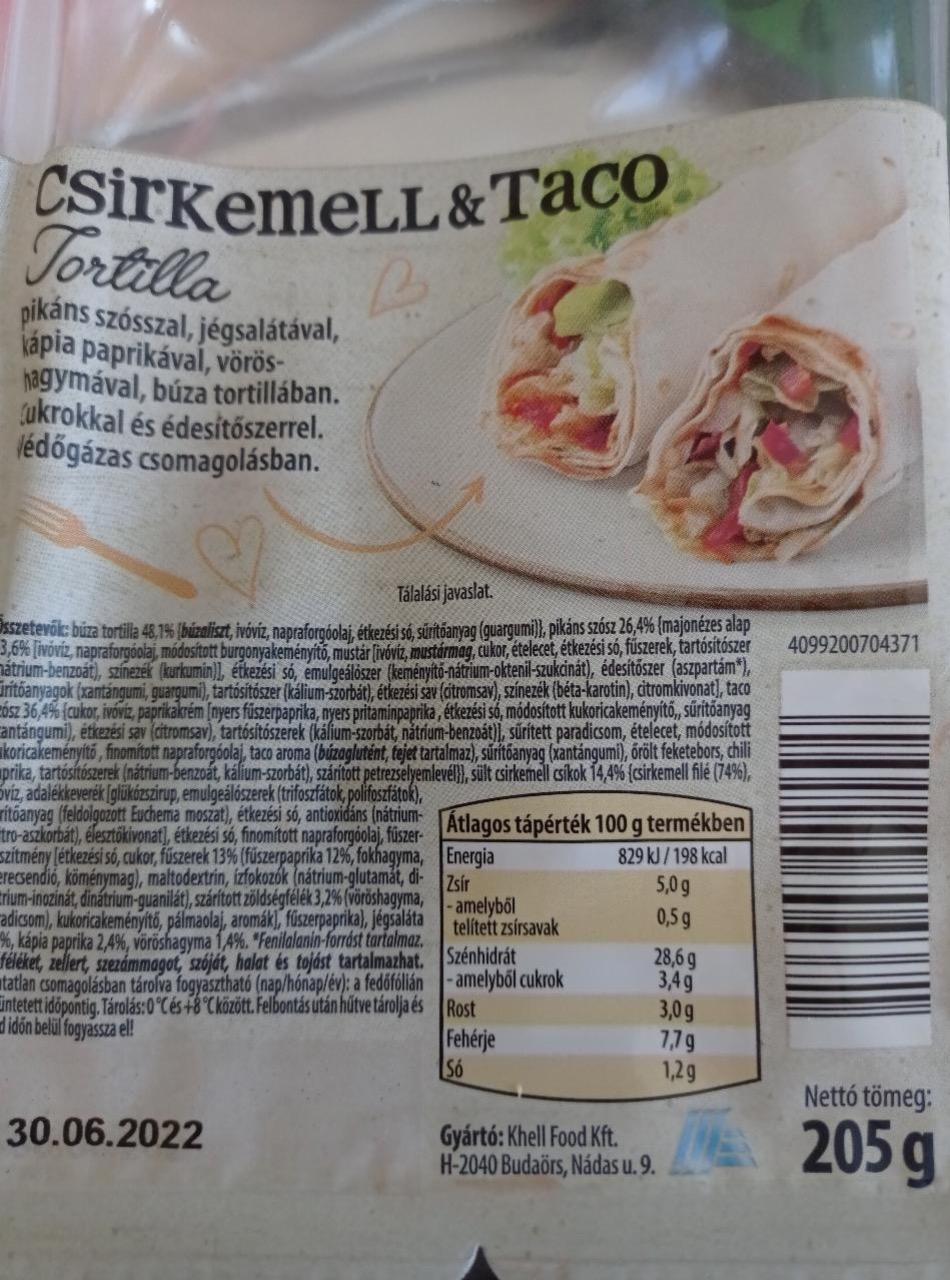 Csirkemell & Taco
Tortilla
pikáns szósszal, jégsalátával,
kápia paprikával, vörös-
hagymával, búza tortillában.
Cukrokkal és édesítőszerrel.
Védőgázas csomagolásban.
Tálalási javaslat.
Összetevők: búza tortilla 48,1% {búzaliszt, ivóvíz, napraforgóolaj, étkezési só, sűrítőanyag (guargumi)}, pikáns szósz 26,4% {majonézes alap
3,6% [ivóvíz, napraforgóolaj, módosított burgonyakeményítő, mustár [ivóvíz, mustármag, cukor, ételecet, étkezési só, fűszerek, tartósítószer
nátrium-benzoát), színezék (kurkumin)], étkezési só, emulgeálószer (keményítő-nátrium-oktenil-szukcinát), édesítőszer (aszpartám*),
sűrítőanyagok (xantángumi, guargumi), tartósítószer (kálium-szorbát), étkezési sav (citromsav), színezék (béta-karotin), citromkivonat], taco
szósz 36,4% {cukor, ivóvíz, paprikakrém [nyers fűszerpaprika, nyers pritaminpaprika, étkezési só, módosított kukoricakeményítő,, sűrítőanyag
xantángumi), étkezési sav (citromsav), tartósítószerek (kálium-szorbát, nátrium-benzoát)], sűrített paradicsom, ételecet, módosított
kukoricakeményítő, finomított napraforgóolaj, taco aroma (búzaglutént, tejet tartalmaz), sűrítőanyag (xantángumi), őrölt feketebors, chili
paprika, tartósítószerek (nátrium-benzoát, kálium-szorbát), szárított petrezselyemlevél}}, sült csirkemell csíkok 14,4% {csirkemell filé (74%),
ivóvíz, adalékkeverék [glükózszirup, emulgeálószerek (trifoszfátok, polifoszfátok),
sűrítőanyag (feldolgozott Euchema moszat), étkezési só, antioxidáns (nátrium-
tro-aszkorbát), élesztőkivonat], étkezési só, finomított napraforgóolaj, fűszer-
szítmény [étkezési só, cukor, fűszerek 13% (fűszerpaprika 12%, fokhagyma,
erecsendió, köménymag), maltodextrin, ízfokozók (nátrium-glutamát, di-
trium-inozinát, dinátrium-guanilát), szárított zöldségfélék 3,2% (vöröshagyma,
radicsom), kukoricakeményítő, pálmaolaj, aromák], fűszerpaprika), jégsaláta
%, kápia paprika 2,4%, vöröshagyma 1,4%. *Fenilalanin-forrást tartalmaz.
féléket, zellert, szezámmagot, szóját, halat és tojást tartalmazhat.
tatlan csomagolásban tárolva fogyasztható (nap/hónap/év): a fedőfólián
üntetett időpontig. Tárolás: 0 °C és +8 °C között. Felbontás után hűtve tárolja és
d időn belül fogyassza el!
4099200704371
Átlagos tápérték 100 g termékben
Energia 829 kJ / 198 kcal
Zsír 5,0 g
- amelyből
telített zsírsavak 0,5 g
Szénhidrát 28,6 g
- amelyből cukrok 3,4 g
Rost 3,0 g
Fehérje 7,7 g
Só 1,2 g
30.06.2022
Gyártó: Khell Food Kft.
H-2040 Budaörs, Nádas u. 9.
Nettó tömeg:
205 g